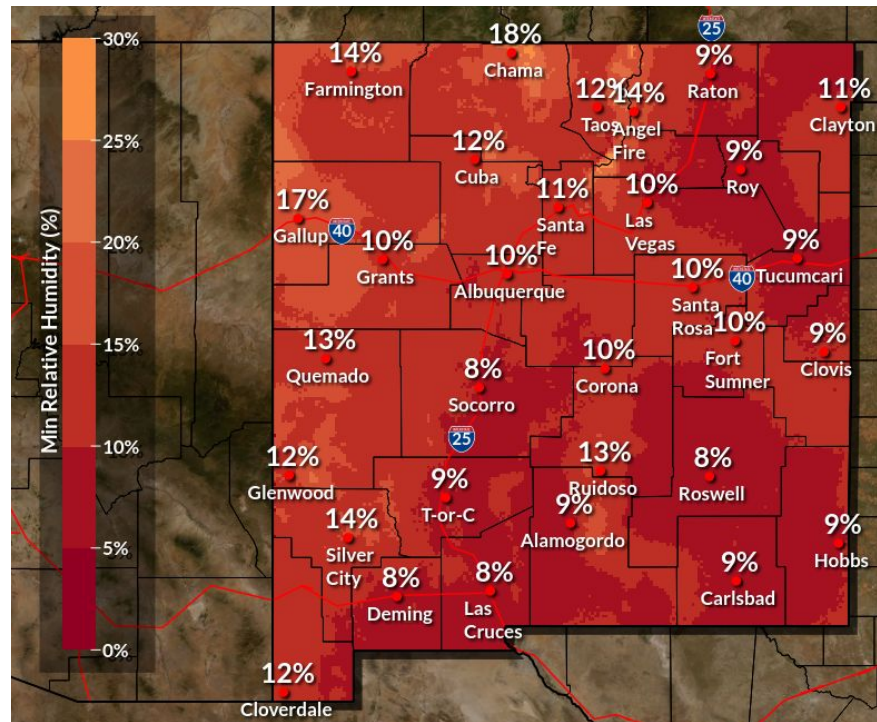 Min Relative Humidity (%)
30%
25%
20%
15%
10%
5%
0%
14%
Farmington
18%
Chama
12%
Taos
14%
Angel
Fire
25
9%
Raton
11%
Clayton
12%
Cuba
9%
Roy
17%
Gallup
40
10%
Grants
11%
Santa
Fe
10%
Las
Vegas
10%
Albuquerque
10%
Santa
Rosa
40
9%
Tucumcari
13%
Quemado
8%
Socorro
10%
Corona
10%
Fort
Sumner
9%
Clovis
25
12%
Glenwood
9%
T-or-C
13%
Ruidoso
8%
Roswell
14%
Silver
City
9%
Alamogordo
9%
Hobbs
8%
Deming
8%
Las
Cruces
9%
Carlsbad
12%
Cloverdale